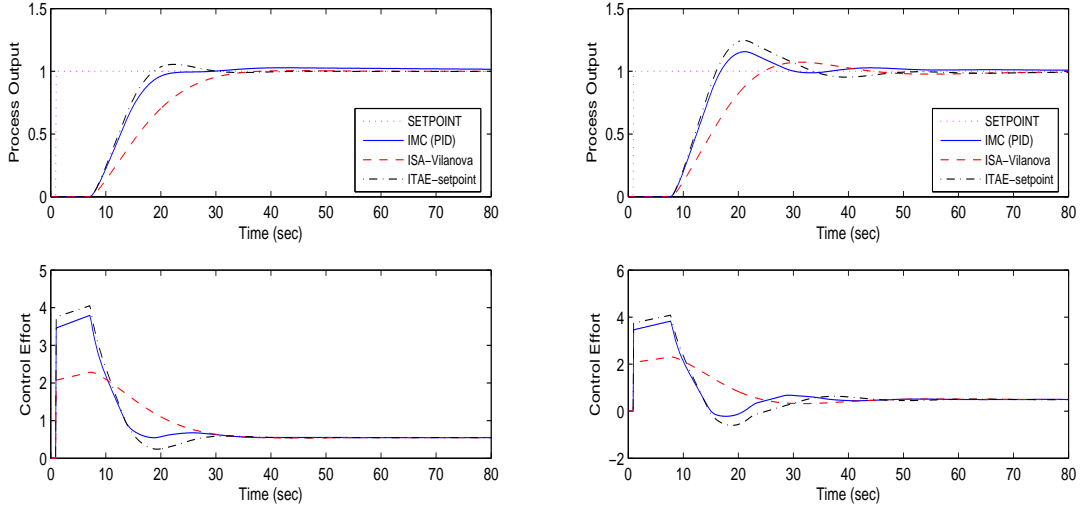 1.5
1
0.5
0
Process Output
0 10 20 30 40 50 60 70 80
Time (sec)
SETPOINT
IMC (PID)
ISA−Vilanova
ITAE−setpoint
1.5
1
0.5
0
Process Output
0 10 20 30 40 50 60 70 80
Time (sec)
SETPOINT
IMC (PID)
ISA−Vilanova
ITAE−setpoint
5
4
3
2
1
0
Control Effort
0 10 20 30 40 50 60 70 80
Time (sec)
6
4
2
0
−2
Control Effort
0 10 20 30 40 50 60 70 80
Time (sec)